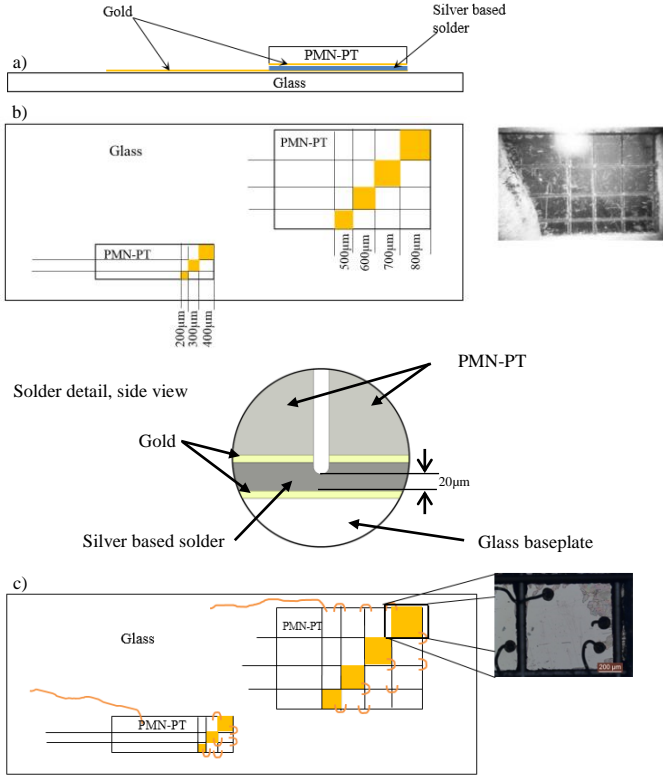 Gold
Silver based
solder
PMN-PT
a)
Glass
b)
Glass
PMN-PT
PMN-PT
500μm
600μm
700μm
800μm
200μm
300μm
400μm
Solder detail, side view
PMN-PT
Gold
20μm
Silver based solder
Glass baseplate
c)
Glass
PMN-PT
PMN-PT
200 μm